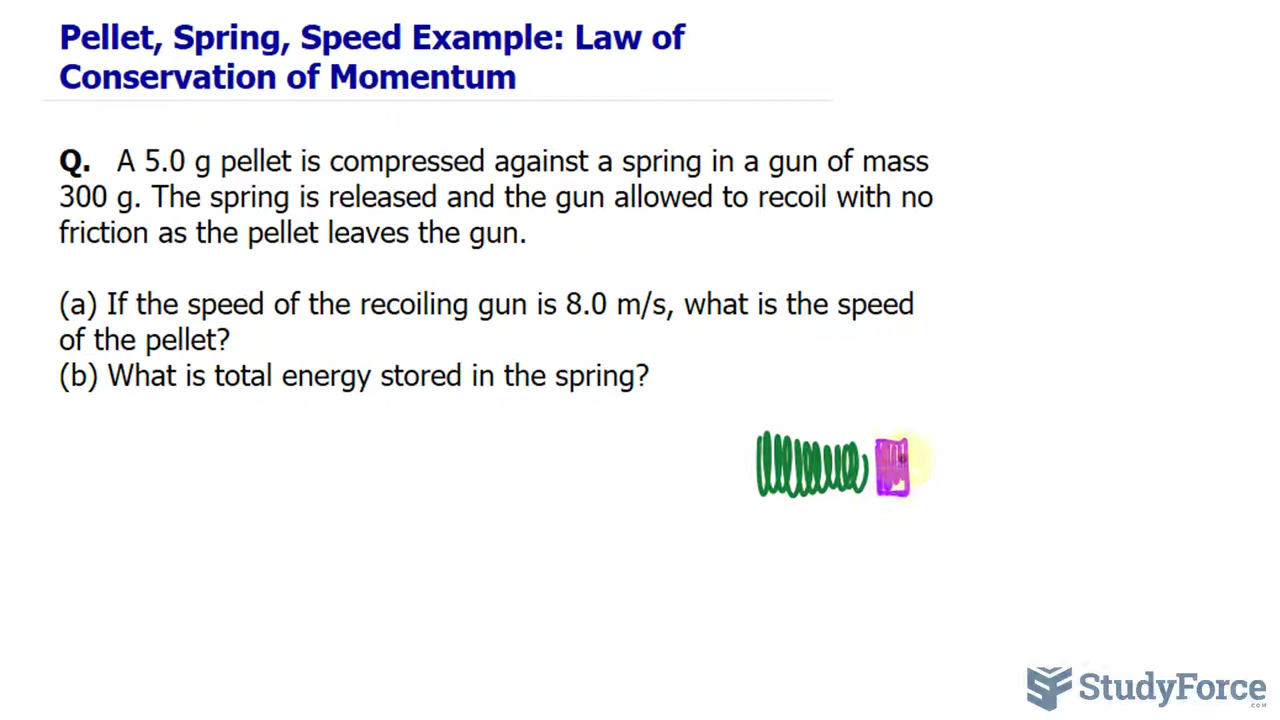 Pellet, Spring, Speed Example: Law of
Conservation of Momentum
Q. A 5.0 g pellet is compressed against a spring in a gun of mass
300 g. The spring is released and the gun allowed to recoil with no
friction as the pellet leaves the gun.
(a) If the speed of the recoiling gun is 8.0 m/s, what is the speed
of the pellet?
(b) What is total energy stored in the spring?
StudyForce
.COM